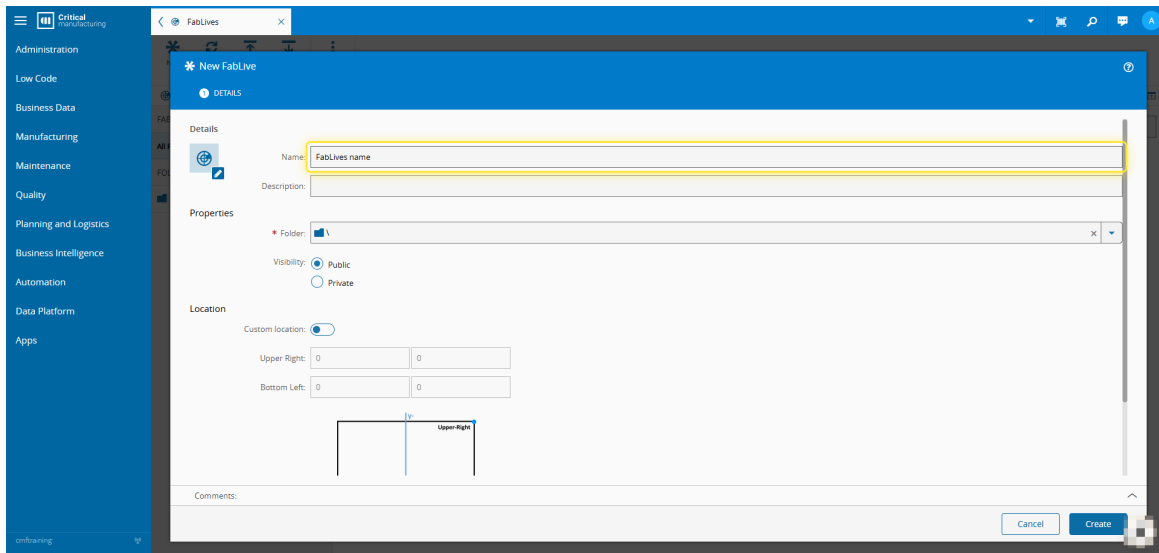 Critical
manufacturing
FabLives
A
Administration
Low Code
Business Data
Manufacturing
Maintenance
Quality
Planning and Logistics
Business Intelligence
Automation
Data Platform
Apps
cmftraining
New FabLive
1 DETAILS
Details
Name: FabLives name
Description:
Properties
* Folder: \
Visibility: Public
Private
Location
Custom location:
Upper Right: 0 0
Bottom Left: 0 0
Y-
Upper-Right
Comments:
Cancel Create